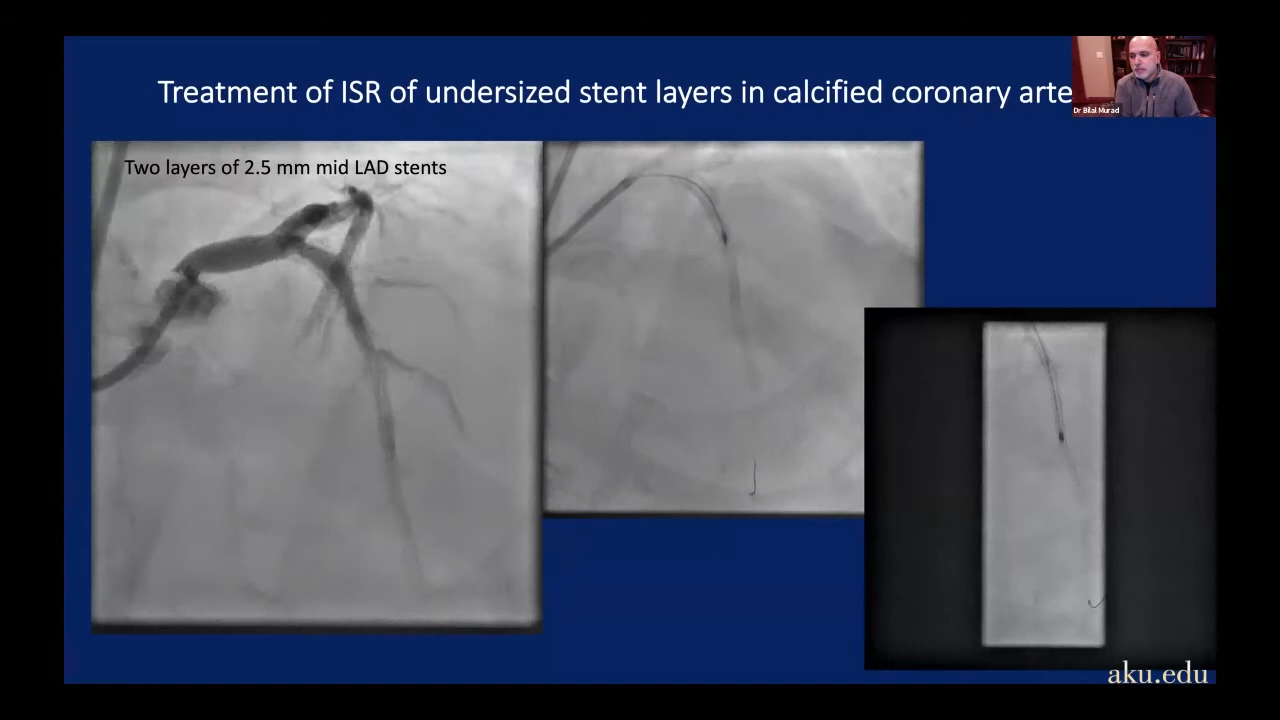 Treatment of ISR of undersized stent layers in calcified coronary arte
Dr Bilal Murad
Two layers of 2.5 mm mid LAD stents
aku.edu